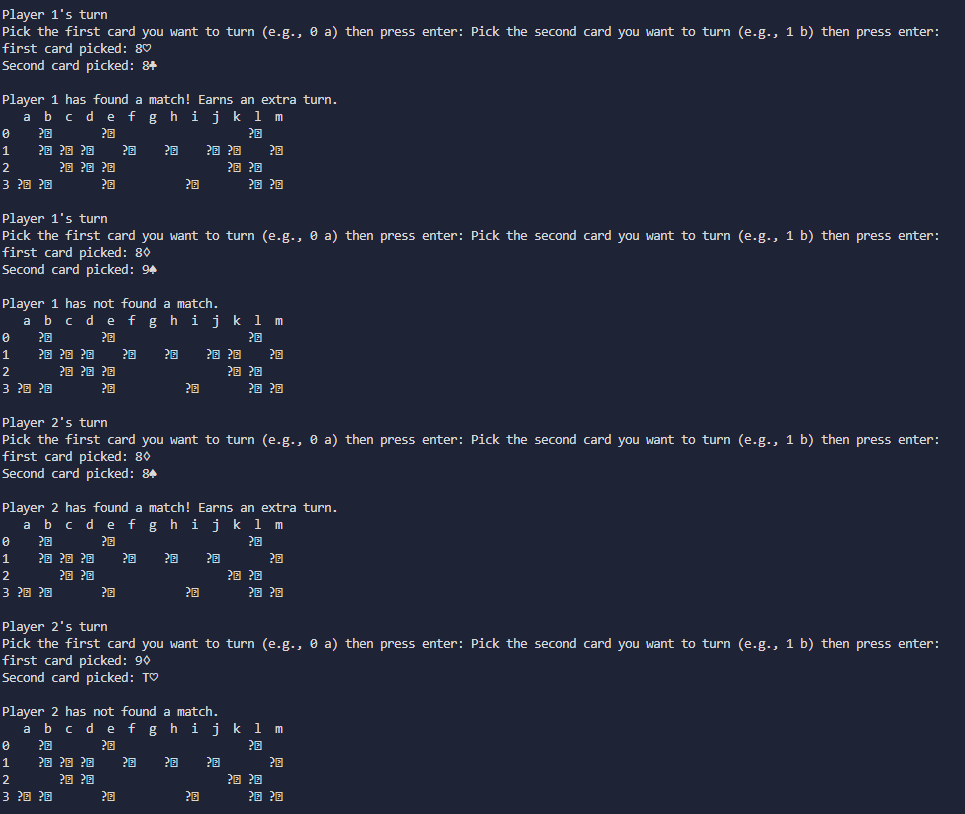 Player 1's turn
Pick the first card you want to turn (e.g., 0 a) then press enter: Pick the second card you want to turn (e.g., 1 b) then press enter:
first card picked: 8♡
Second card picked: 8♣
Player 1 has found a match! Earns an extra turn.
   a  b  c  d  e  f  g  h  i  j  k  l  m
0     ?⍰       ?⍰                   ?⍰
1     ?⍰ ?⍰ ?⍰    ?⍰    ?⍰    ?⍰ ?⍰    ?⍰
2        ?⍰ ?⍰ ?⍰                ?⍰ ?⍰
3 ?⍰ ?⍰       ?⍰          ?⍰       ?⍰ ?⍰
Player 1's turn
Pick the first card you want to turn (e.g., 0 a) then press enter: Pick the second card you want to turn (e.g., 1 b) then press enter:
first card picked: 8♢
Second card picked: 9♠
Player 1 has not found a match.
   a  b  c  d  e  f  g  h  i  j  k  l  m
0     ?⍰       ?⍰                   ?⍰
1     ?⍰ ?⍰ ?⍰    ?⍰    ?⍰    ?⍰ ?⍰    ?⍰
2        ?⍰ ?⍰ ?⍰                ?⍰ ?⍰
3 ?⍰ ?⍰       ?⍰          ?⍰       ?⍰ ?⍰
Player 2's turn
Pick the first card you want to turn (e.g., 0 a) then press enter: Pick the second card you want to turn (e.g., 1 b) then press enter:
first card picked: 8♢
Second card picked: 8♠
Player 2 has found a match! Earns an extra turn.
   a  b  c  d  e  f  g  h  i  j  k  l  m
0     ?⍰       ?⍰                   ?⍰
1     ?⍰ ?⍰ ?⍰    ?⍰    ?⍰    ?⍰       ?⍰
2        ?⍰ ?⍰                   ?⍰ ?⍰
3 ?⍰ ?⍰       ?⍰          ?⍰       ?⍰ ?⍰
Player 2's turn
Pick the first card you want to turn (e.g., 0 a) then press enter: Pick the second card you want to turn (e.g., 1 b) then press enter:
first card picked: 9♢
Second card picked: T♡
Player 2 has not found a match.
   a  b  c  d  e  f  g  h  i  j  k  l  m
0     ?⍰       ?⍰                   ?⍰
1     ?⍰ ?⍰ ?⍰    ?⍰    ?⍰    ?⍰       ?⍰
2        ?⍰ ?⍰                   ?⍰ ?⍰
3 ?⍰ ?⍰       ?⍰          ?⍰       ?⍰ ?⍰